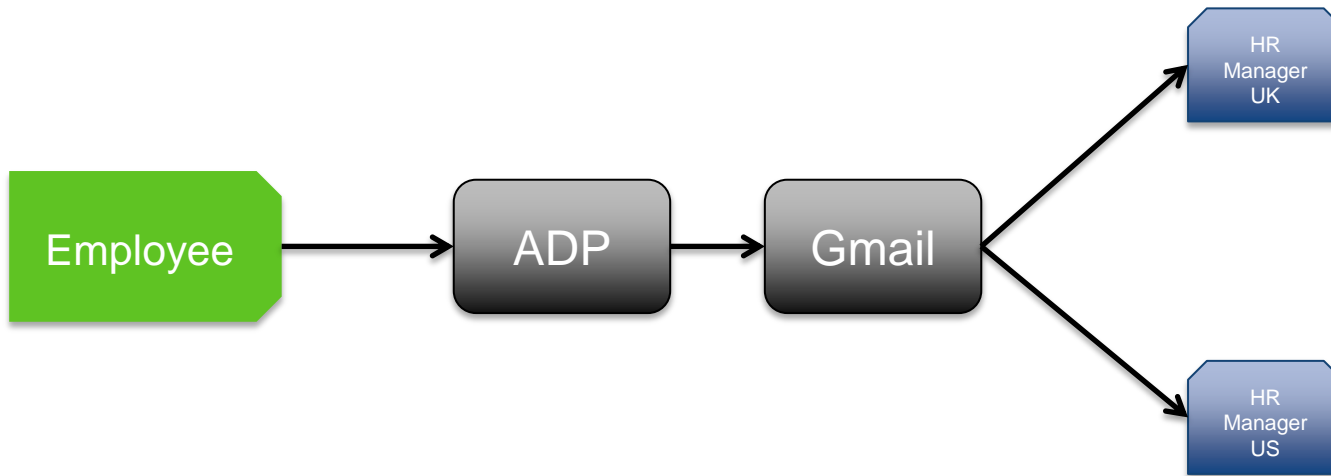 Employee
ADP
Gmail
HR
Manager
UK
HR
Manager
US